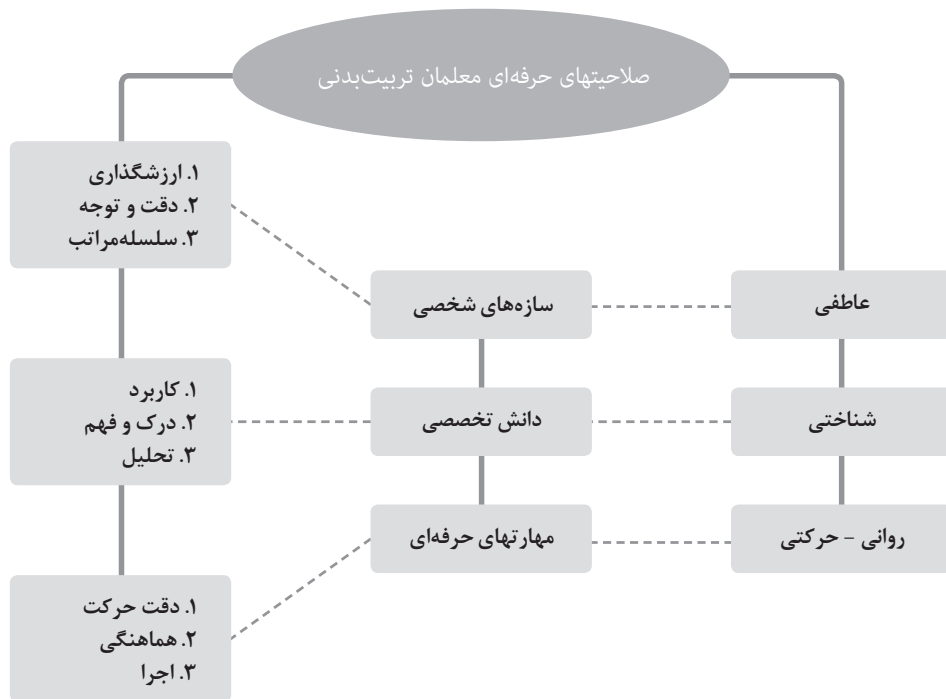 صلاحیتهای حرفه‌ای معلمان تربیت‌بدنی
عاطفی
شناختی
روانی – حرکتی
سازه‌های شخصی
دانش تخصصی
مهارتهای حرفه‌ای
۱. ارزشگذاری
۲. دقت و توجه
۳. سلسله‌مراتب
۱. کاربرد
۲. درک و فهم
۳. تحلیل
۱. دقت حرکت
۲. هماهنگی
۳. اجرا